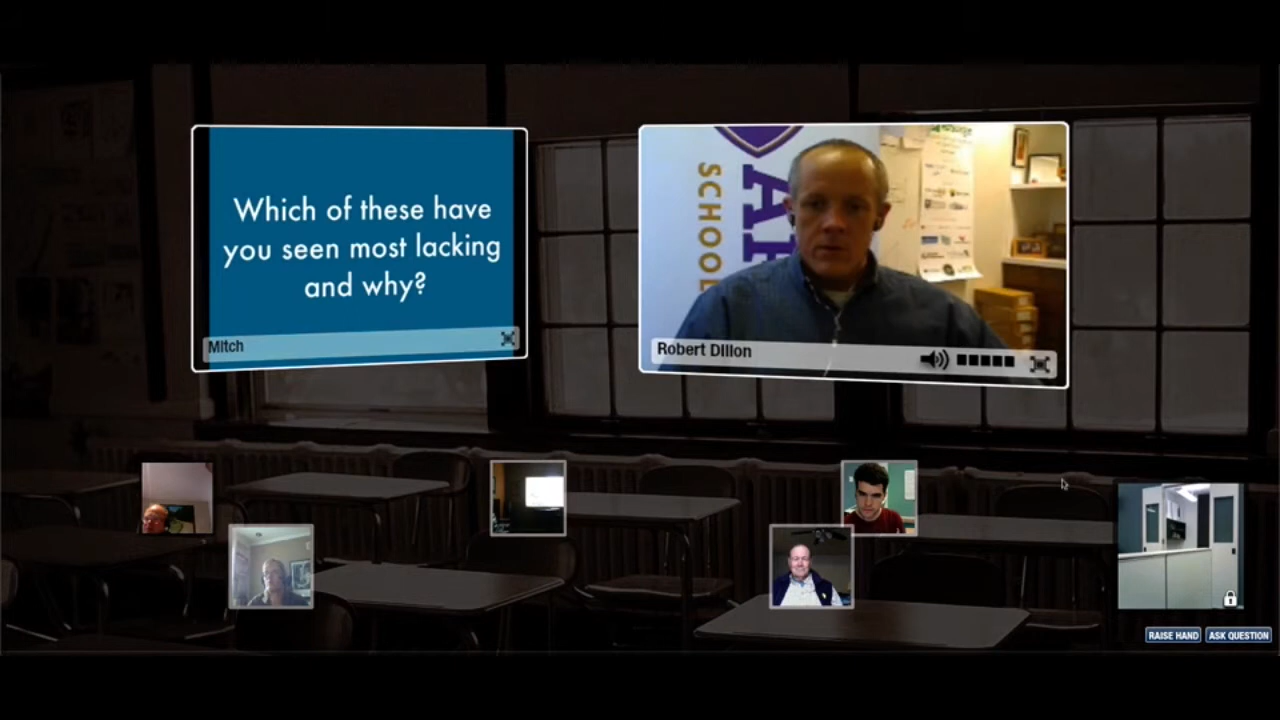 Which of these have
you seen most lacking
and why?
Mitch
SCHOOL
Robert Dillon
RAISE HAND
ASK QUESTION